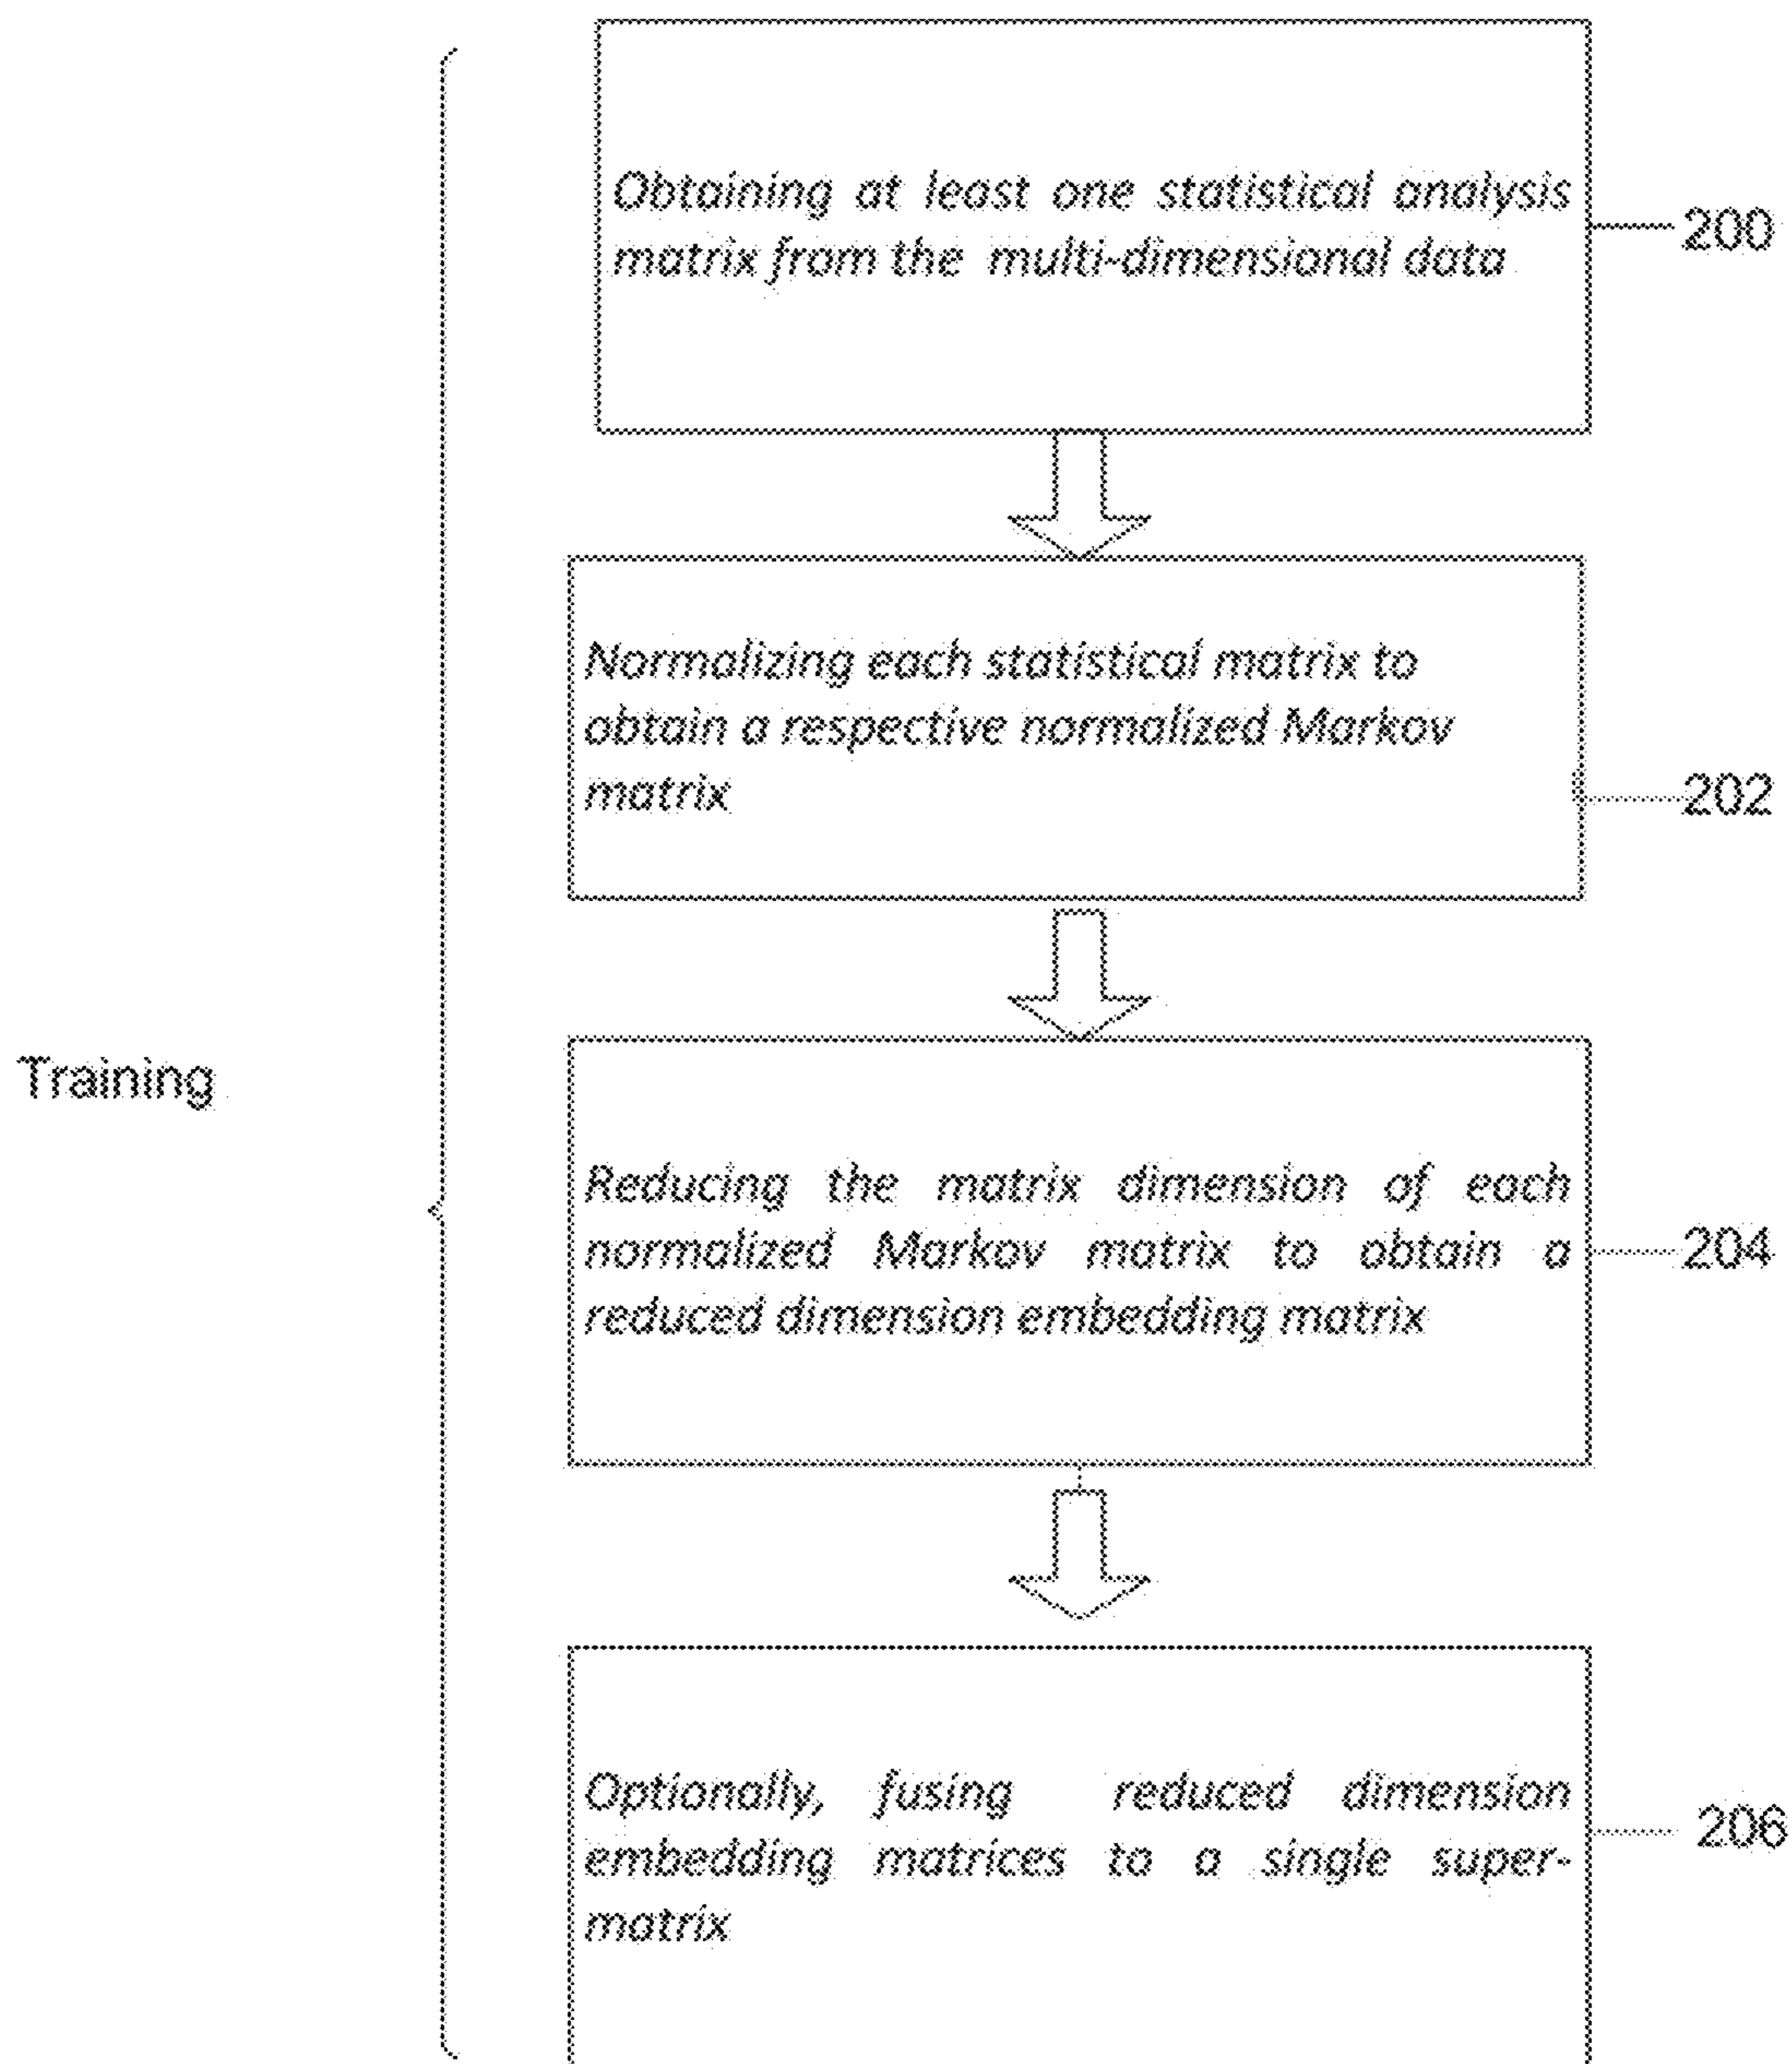 Obtaining at least one statistical analysis
matrix from the multi-dimensional data
200
Normalizing each statistical matrix to
obtain a respective normalized Markov
matrix
202
Training
Reducing the matrix dimension of each
normalized Markov matrix to obtain a
reduced dimension embedding matrix
204
Optionally, fusing reduced dimension
embedding matrices to a single super-
matrix
206